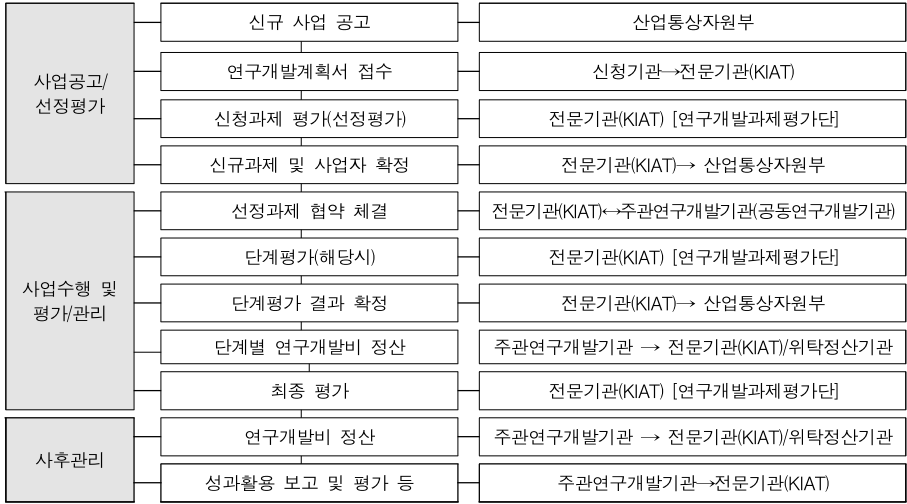 사업공고/
선정평가
신규 사업 공고
산업통상자원부
연구개발계획서 접수
신청기관→전문기관(KIAT)
신청과제 평가(선정평가)
전문기관(KIAT) [연구개발과제평가단]
신규과제 및 사업자 확정
전문기관(KIAT)→ 산업통상자원부
사업수행 및
평가/관리
선정과제 협약 체결
전문기관(KIAT)↔주관연구개발기관(공동연구개발기관)
단계평가(해당시)
전문기관(KIAT) [연구개발과제평가단]
단계평가 결과 확정
전문기관(KIAT)→ 산업통상자원부
단계별 연구개발비 정산
주관연구개발기관 → 전문기관(KIAT)/위탁정산기관
최종 평가
전문기관(KIAT) [연구개발과제평가단]
사후관리
연구개발비 정산
주관연구개발기관 → 전문기관(KIAT)/위탁정산기관
성과활용 보고 및 평가 등
주관연구개발기관→전문기관(KIAT)